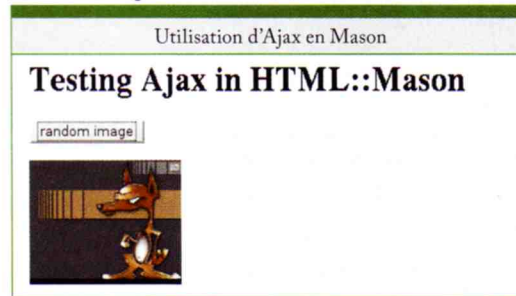 Utilisation d'Ajax en Mason
Testing Ajax in HTML::Mason
random image